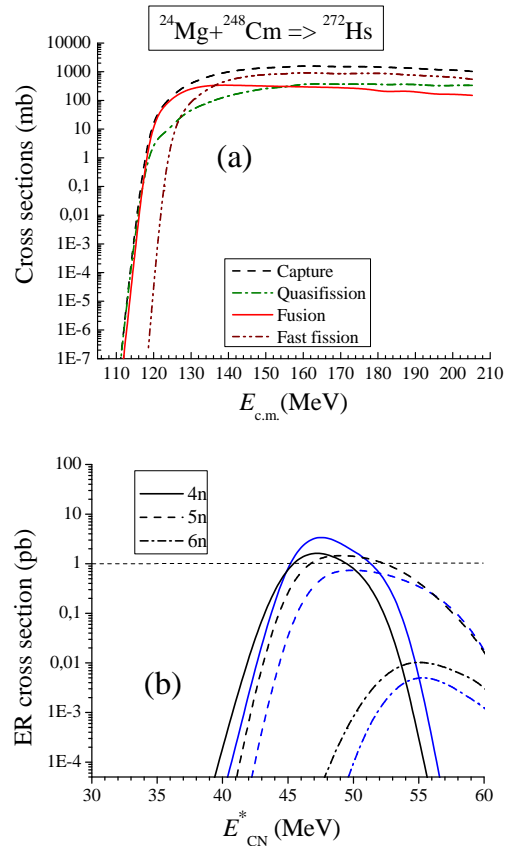 ²⁴Mg+²⁴⁸Cm => ²⁷²Hs
10000
1000
100
10
1
0,1
0,01
1E-3
1E-4
1E-5
1E-6
1E-7
Cross sections (mb)
(a)
Capture
Quasifission
Fusion
Fast fission
110 120 130 140 150 160 170 180 190 200 210
E_c.m.(MeV)
100
10
1
0,1
0,01
1E-3
1E-4
ER cross section (pb)
4n
5n
6n
(b)
30 35 40 45 50 55 60
E*_CN (MeV)